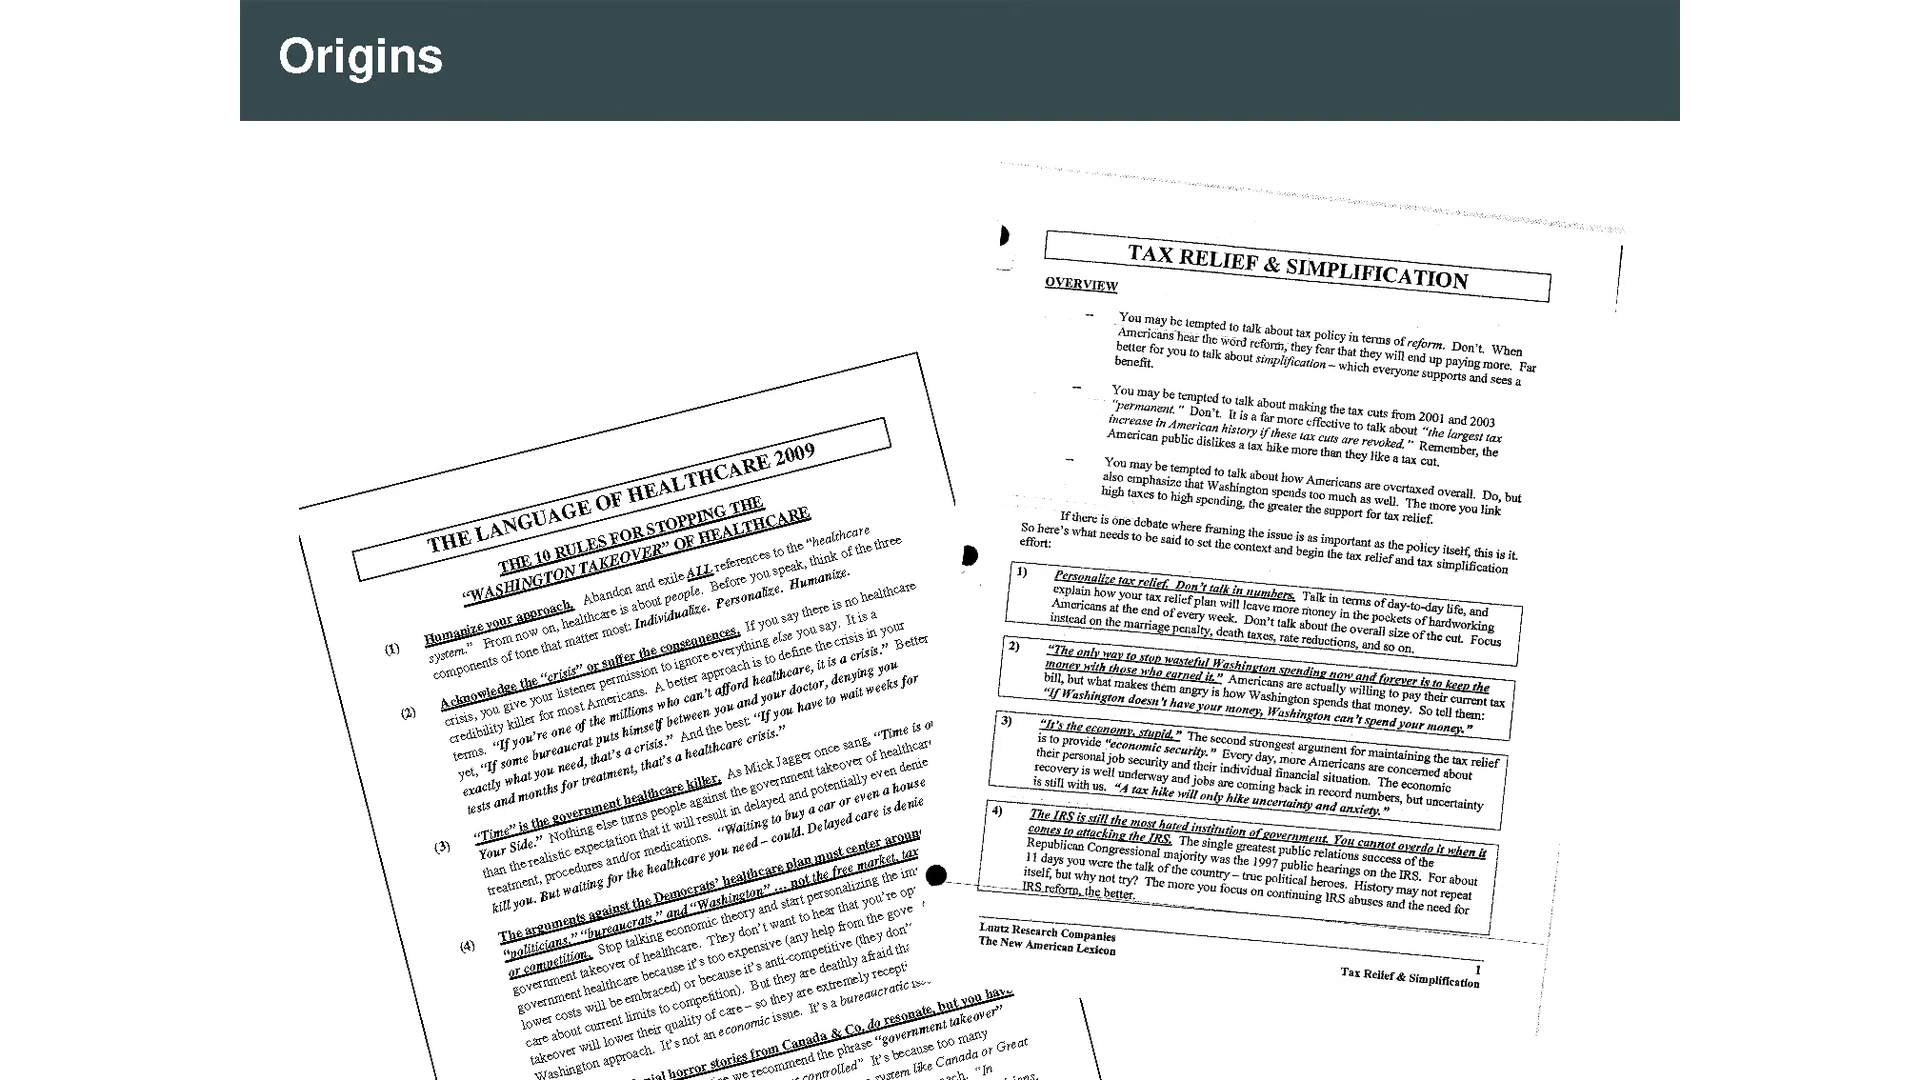 Origins
THE LANGUAGE OF HEALTHCARE 2009
THE 10 RULES FOR STOPPING THE
“WASHINGTON TAKEOVER” OF HEALTHCARE
(1) Humanize your approach. Abandon and exile ALL references to the “healthcare
system.” From now on, healthcare is about people. Before you speak, think of the three
components of tone that matter most: Individualize. Personalize. Humanize.
(2) Acknowledge the “crisis” or suffer the consequences. If you say there is no healthcare
crisis, you give your listener permission to ignore everything else you say. It is a
credibility killer for most Americans. A better approach is to define the crisis in your
terms. “If you’re one of the millions who can’t afford healthcare, it is a crisis.” Better
yet, “If some bureaucrat puts himself between you and your doctor, denying you
exactly what you need, that’s a crisis.” And the best: “If you have to wait weeks for
tests and months for treatment, that’s a healthcare crisis.”
(3) “Time” is the government healthcare killer. As Mick Jagger once sang, “Time is
Your Side.” Nothing else turns people against the government takeover of healthcar
than the realistic expectation that it will result in delayed and potentially even denie
treatment, procedures and/or medications. “Waiting to buy a car or even a house
kill you. But waiting for the healthcare you need – could. Delayed care is denie
(4) The arguments against the Democrats’ healthcare plan must center aroun
“politicians,” “bureaucrats,” and “Washington” … not the free market, tax
or competition. Stop talking economic theory and start personalizing the im
government takeover of healthcare. They don’t want to hear that you’re op
government healthcare because it’s too expensive (any help from the gove
lower costs will be embraced) or because it’s anti-competitive (they don’
care about current limits to competition). But they are deathly afraid tha
takeover will lower their quality of care – so they are extremely recept
Washington approach. It’s not an economic issue. It’s a bureaucratic
horror stories from Canada & Co. do resonate, but you have
we recommend the phrase “government takeover”
controlled” It’s because too many
system like Canada or Great
“In
TAX RELIEF & SIMPLIFICATION
OVERVIEW
– You may be tempted to talk about tax policy in terms of reform. Don’t. When
Americans hear the word reform, they fear that they will end up paying more. Far
better for you to talk about simplification – which everyone supports and sees a
benefit.
– You may be tempted to talk about making the tax cuts from 2001 and 2003
“permanent.” Don’t. It is a far more effective to talk about “the largest tax
increase in American history if these tax cuts are revoked.” Remember, the
American public dislikes a tax hike more than they like a tax cut.
– You may be tempted to talk about how Americans are overtaxed overall. Do, but
also emphasize that Washington spends too much as well. The more you link
high taxes to high spending, the greater the support for tax relief.
If there is one debate where framing the issue is as important as the policy itself, this is it.
So here’s what needs to be said to set the context and begin the tax relief and tax simplification
effort:
1) Personalize tax relief. Don’t talk in numbers. Talk in terms of day-to-day life, and
explain how your tax relief plan will leave more money in the pockets of hardworking
Americans at the end of every week. Don’t talk about the overall size of the cut. Focus
instead on the marriage penalty, death taxes, rate reductions, and so on.
2) “The only way to stop wasteful Washington spending now and forever is to keep the
money with those who earned it.” Americans are actually willing to pay their current tax
bill, but what makes them angry is how Washington spends that money. So tell them:
“If Washington doesn’t have your money, Washington can’t spend your money.”
3) “It’s the economy, stupid.” The second strongest argument for maintaining the tax relief
is to provide “economic security.” Every day, more Americans are concerned about
their personal job security and their individual financial situation. The economic
recovery is well underway and jobs are coming back in record numbers, but uncertainty
is still with us. “A tax hike will only hike uncertainty and anxiety.”
4) The IRS is still the most hated institution of government. You cannot overdo it when it
comes to attacking the IRS. The single greatest public relations success of the
Republican Congressional majority was the 1997 public hearings on the IRS. For about
11 days you were the talk of the country – true political heroes. History may not repeat
itself, but why not try? The more you focus on continuing IRS abuses and the need for
IRS reform, the better.
Luntz Research Companies
The New American Lexicon
1
Tax Relief & Simplification